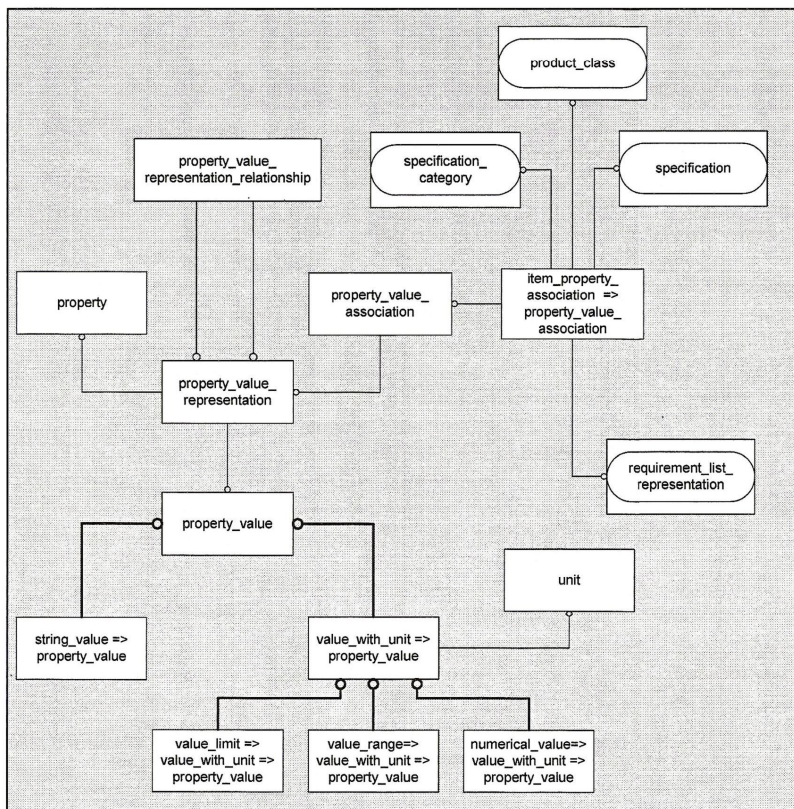 product_class
property_value_
representation_relationship
specification_
category
specification
property
property_value_
association
item_property_
association =>
property_value_
association
property_value_
representation
requirement_list_
representation
property_value
unit
string_value =>
property_value
value_with_unit =>
property_value
value_limit =>
value_with_unit =>
property_value
value_range=>
value_with_unit =>
property_value
numerical_value=>
value_with_unit =>
property_value